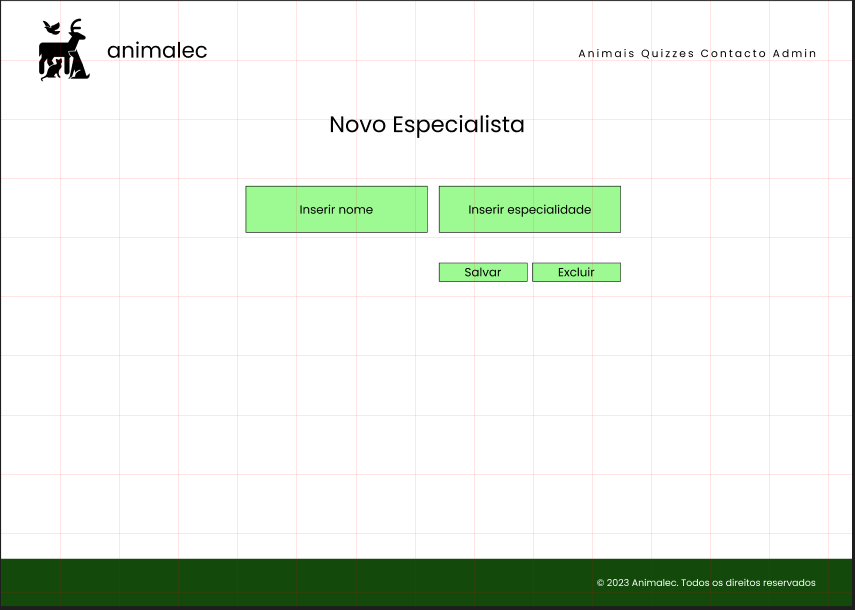 animalec
Animais Quizzes Contacto Admin
Novo Especialista
Inserir nome
Inserir especialidade
Salvar
Excluir
© 2023 Animalec. Todos os direitos reservados